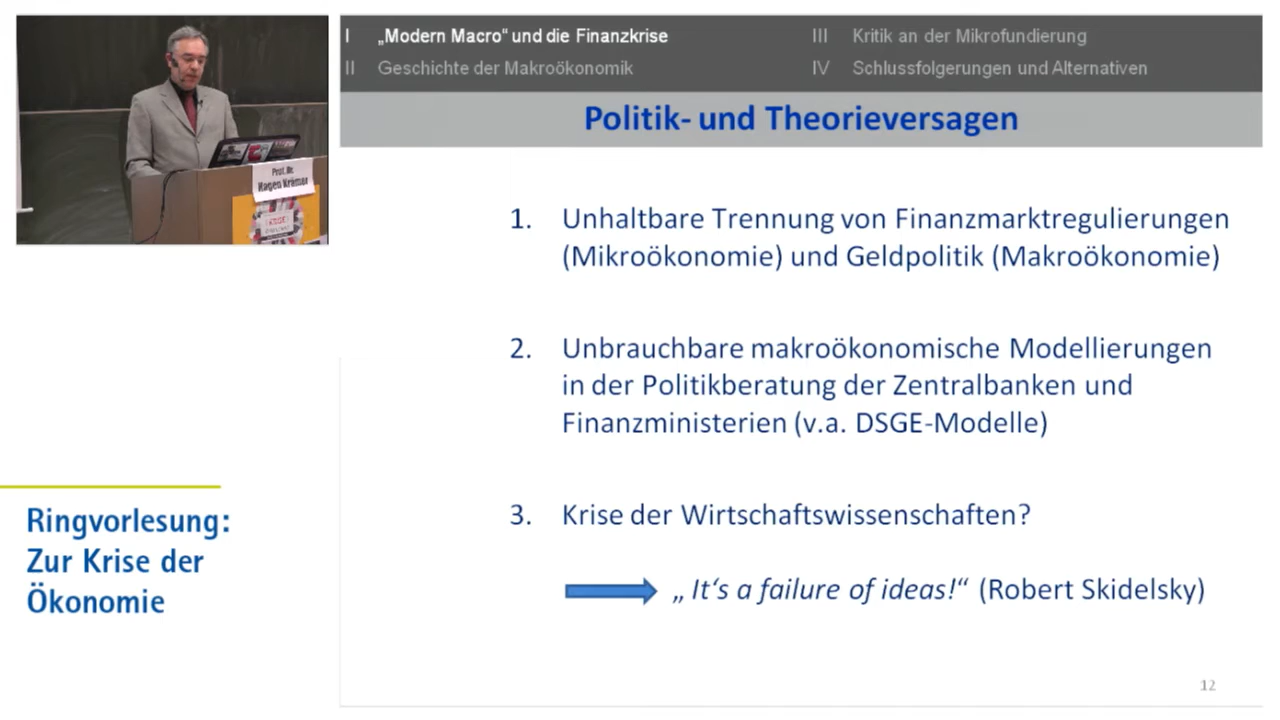 I „Modern Macro“ und die Finanzkrise
II Geschichte der Makroökonomik
III Kritik an der Mikrofundierung
IV Schlussfolgerungen und Alternativen
Politik- und Theorieversagen
Prof. Dr.
Hagen Krämer
1. Unhaltbare Trennung von Finanzmarktregulierungen
(Mikroökonomie) und Geldpolitik (Makroökonomie)
2. Unbrauchbare makroökonomische Modellierungen
in der Politikberatung der Zentralbanken und
Finanzministerien (v.a. DSGE-Modelle)
3. Krise der Wirtschaftswissenschaften?
„ It‘s a failure of ideas!“ (Robert Skidelsky)
Ringvorlesung:
Zur Krise der
Ökonomie
12